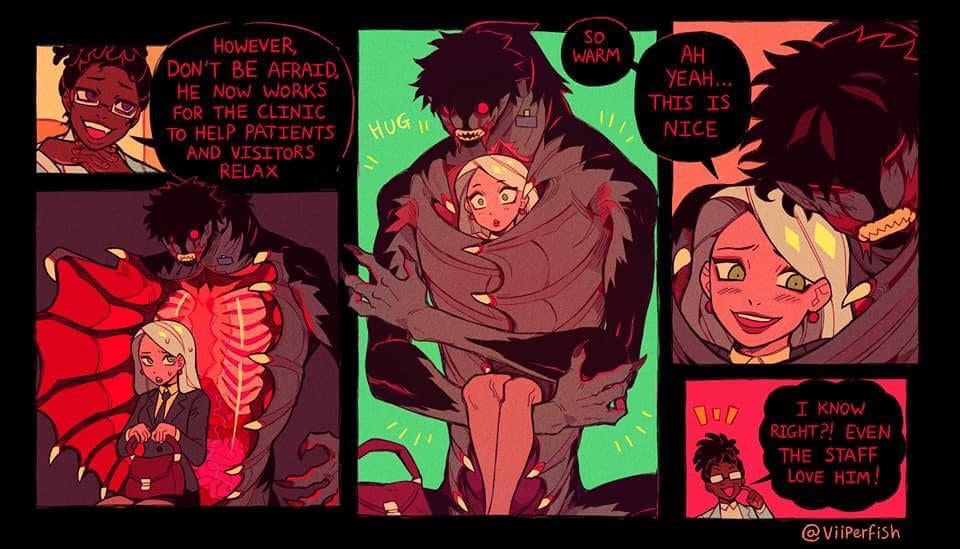 HOWEVER,
DON'T BE AFRAID,
HE NOW WORKS
FOR THE CLINIC
TO HELP PATIENTS
AND VISITORS
RELAX
HUG
SO
WARM
AH
YEAH...
THIS IS
NICE
I KNOW
RIGHT?! EVEN
THE STAFF
LOVE HIM!
@ViiPerfish